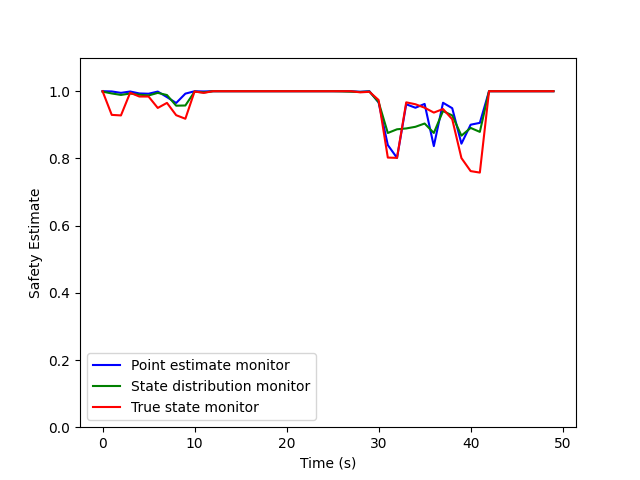 1.0
0.8
0.6
0.4
0.2
0.0
Safety Estimate
Point estimate monitor
State distribution monitor
True state monitor
0 10 20 30 40 50
Time (s)